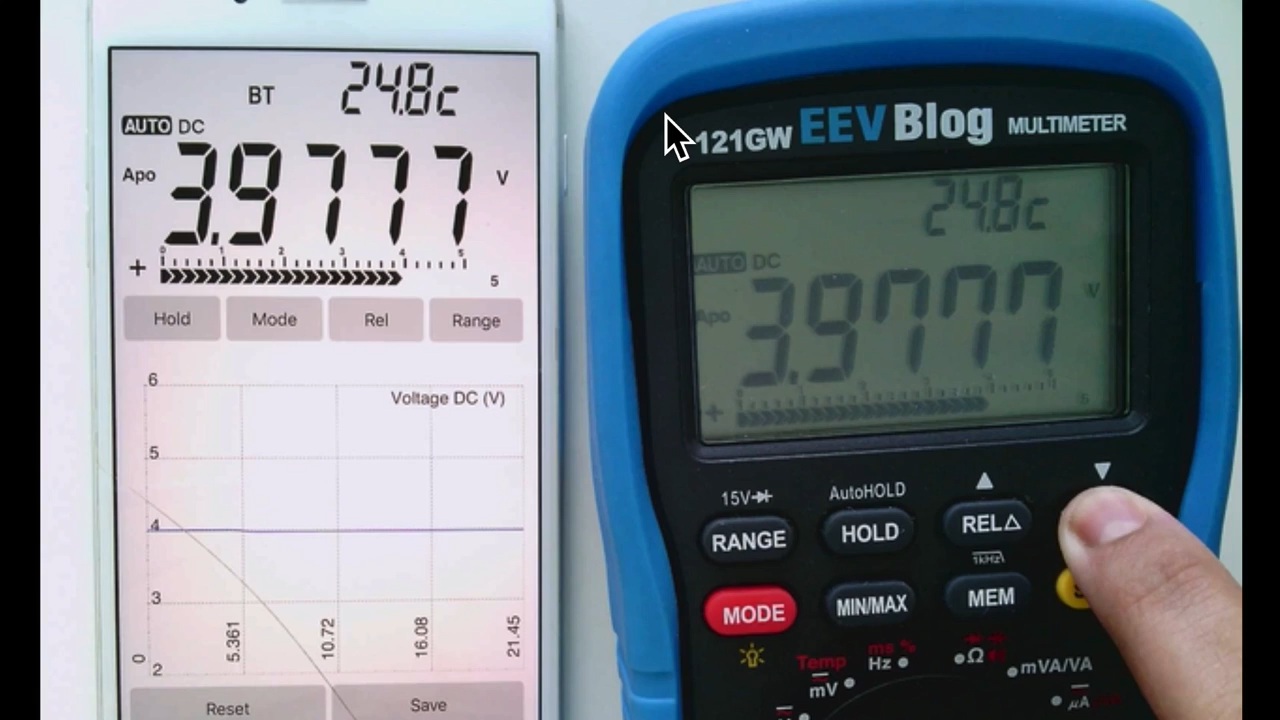 BT 24.8c
AUTO DC
Apo 3.9777 V
0 1 2 3 4 5
+ 5
Hold Mode Rel Range
6
Voltage DC (V)
5
4
3
2
0 5.361 10.72 16.08 21.45
Reset Save
121GW EEVBlog MULTIMETER
24.8c
AUTO DC
Apo 3.9777 V
+ 5
15V AutoHOLD ▲ ▼
RANGE HOLD REL△
1kHz
MODE MIN/MAX MEM
Temp ms % 
mV Hz Ω mVA/VA
μA